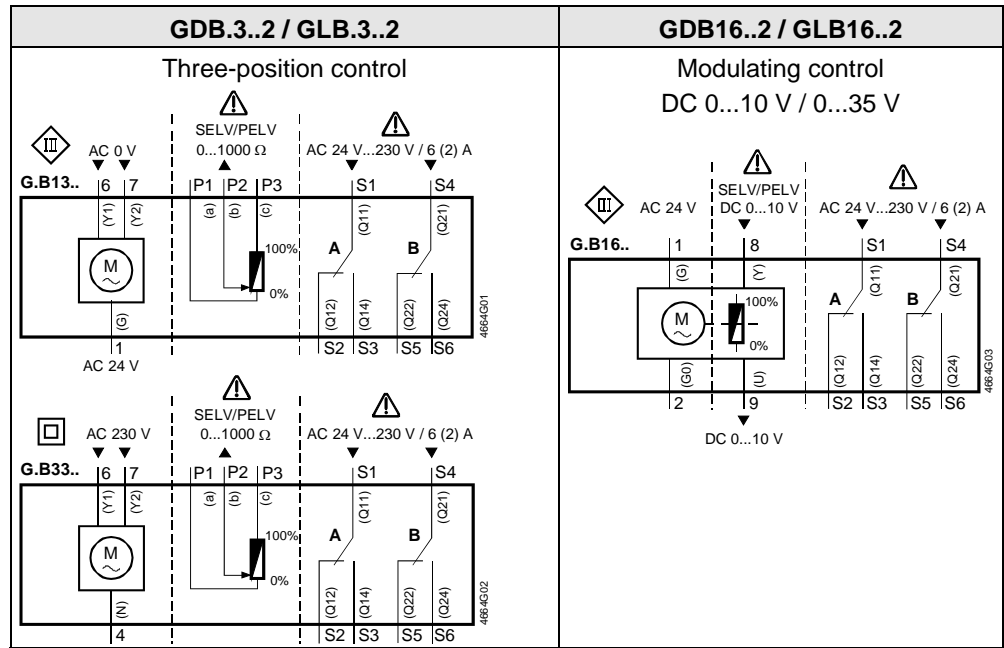 GDB.3..2 / GLB.3..2
Three-position control
III
AC 0 V
SELV/PELV
0...1000 Ω
AC 24 V...230 V / 6 (2) A
G.B13..
6 7
P1 P2 P3
S1
S4
(Y1)
(Y2)
(a)
(b)
(c)
(Q11)
(Q21)
M
100%
0%
A
B
(G)
(Q12)
(Q14)
(Q22)
(Q24)
1
S2 S3
S5 S6
AC 24 V
4664G01
AC 230 V
SELV/PELV
0...1000 Ω
AC 24 V...230 V / 6 (2) A
G.B33..
6 7
P1 P2 P3
S1
S4
(Y1)
(Y2)
(a)
(b)
(c)
(Q11)
(Q21)
M
100%
0%
A
B
(N)
(Q12)
(Q14)
(Q22)
(Q24)
4
S2 S3
S5 S6
4664G02
GDB16..2 / GLB16..2
Modulating control
DC 0...10 V / 0...35 V
III
AC 24 V
SELV/PELV
DC 0...10 V
AC 24 V...230 V / 6 (2) A
G.B16..
1
8
S1
S4
(G)
(Y)
(Q11)
(Q21)
M
100%
0%
A
B
(G0)
(U)
(Q12)
(Q14)
(Q22)
(Q24)
2
9
S2 S3
S5 S6
DC 0...10 V
4664G03